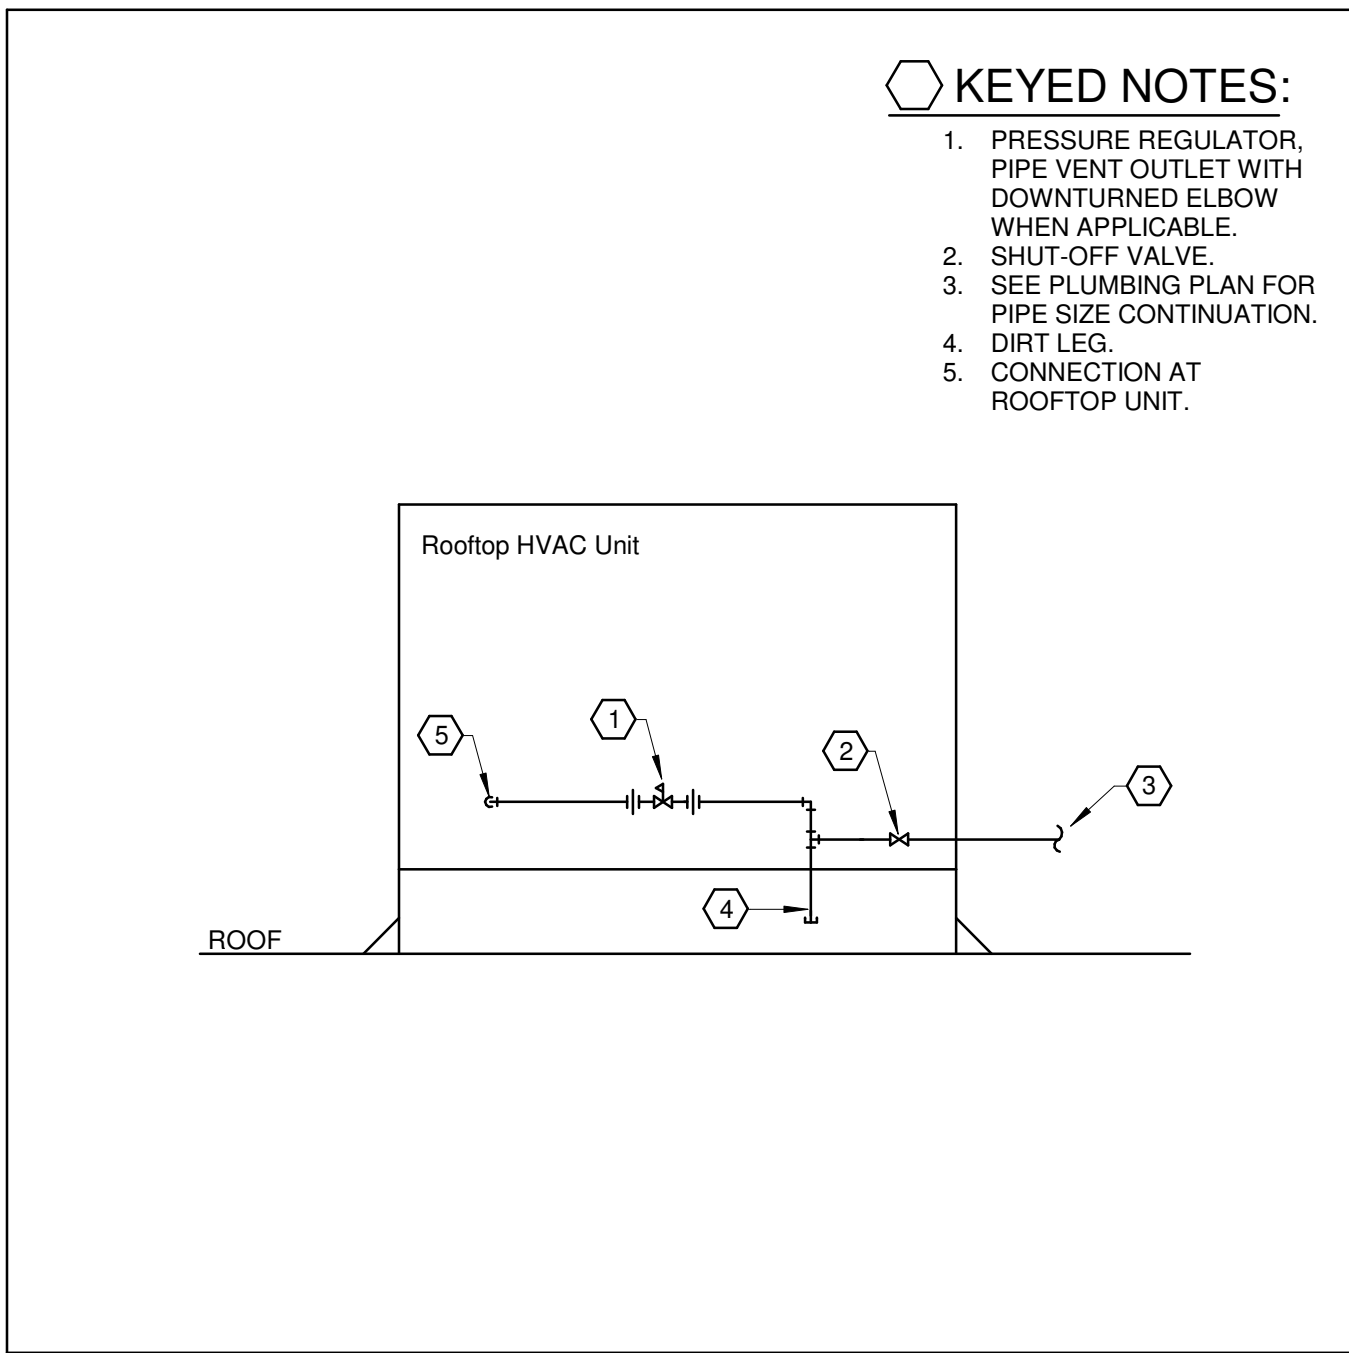 KEYED NOTES:
1. PRESSURE REGULATOR,
PIPE VENT OUTLET WITH
DOWNTURNED ELBOW
WHEN APPLICABLE.
2. SHUT-OFF VALVE.
3. SEE PLUMBING PLAN FOR
PIPE SIZE CONTINUATION.
4. DIRT LEG.
5. CONNECTION AT
ROOFTOP UNIT.
Rooftop HVAC Unit
1
5
2
3
4
ROOF